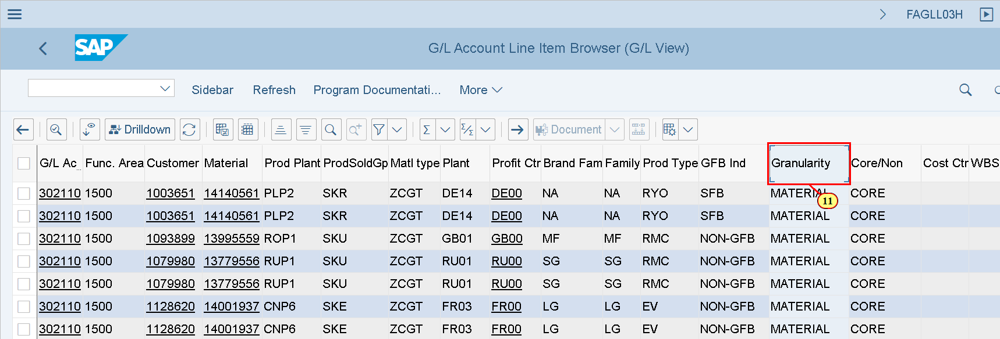 FAGLL03H
SAP
G/L Account Line Item Browser (G/L View)
Sidebar Refresh Program Documentati... More
Drilldown Document
G/L Ac.. Func. Area Customer Material Prod Plant ProdSoldGp Matl type Plant Profit Ctr Brand Fam Family Prod Type GFB Ind Granularity Core/Non Cost Ctr WBS
302110 1500 1003651 14140561 PLP2 SKR ZCGT DE14 DE00 NA NA RYO SFB MATERIAL CORE
11
302110 1500 1003651 14140561 PLP2 SKR ZCGT DE14 DE00 NA NA RYO SFB MATERIAL CORE
302110 1500 1093899 13995559 ROP1 SKU ZCGT GB01 GB00 MF MF RMC NON-GFB MATERIAL CORE
302110 1500 1079980 13779556 RUP1 SKU ZCGT RU01 RU00 SG SG RMC NON-GFB MATERIAL CORE
302110 1500 1079980 13779556 RUP1 SKU ZCGT RU01 RU00 SG SG RMC NON-GFB MATERIAL CORE
302110 1500 1128620 14001937 CNP6 SKE ZCGT FR03 FR00 LG LG EV NON-GFB MATERIAL CORE
302110 1500 1128620 14001937 CNP6 SKE ZCGT FR03 FR00 LG LG EV NON-GFB MATERIAL CORE